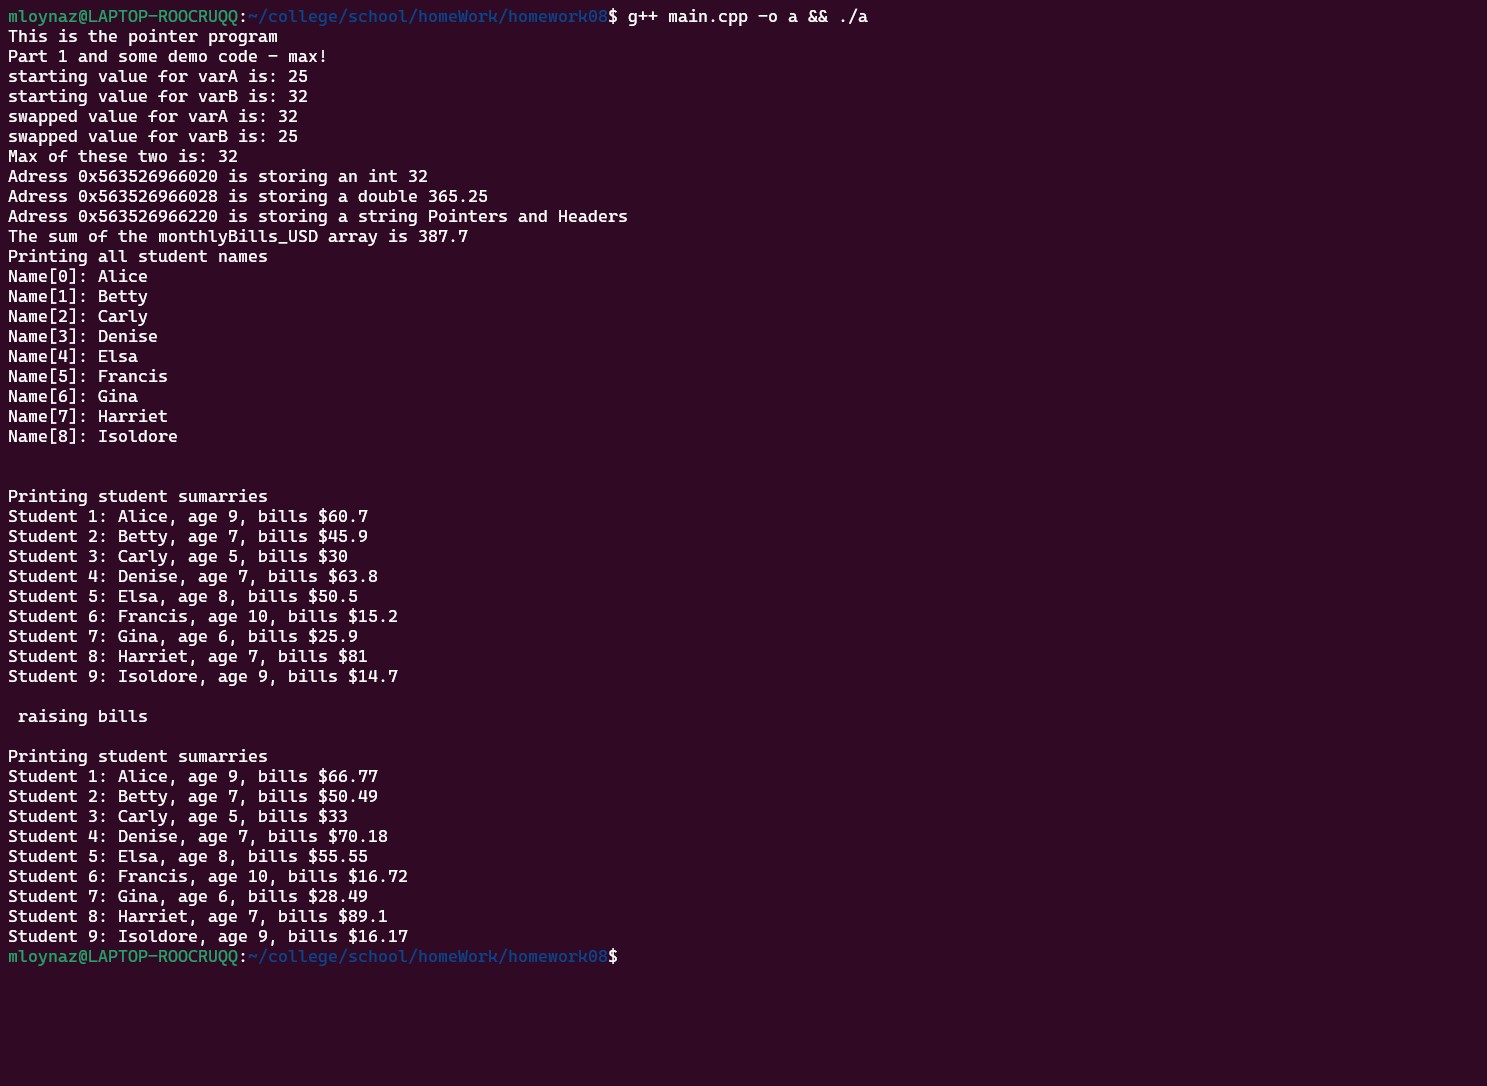 mloynaz@LAPTOP-ROOCRUQQ:~/college/school/homeWork/homework08$ g++ main.cpp -o a && ./a
This is the pointer program
Part 1 and some demo code - max!
starting value for varA is: 25
starting value for varB is: 32
swapped value for varA is: 32
swapped value for varB is: 25
Max of these two is: 32
Adress 0x563526966020 is storing an int 32
Adress 0x563526966028 is storing a double 365.25
Adress 0x563526966220 is storing a string Pointers and Headers
The sum of the monthlyBills_USD array is 387.7
Printing all student names
Name[0]: Alice
Name[1]: Betty
Name[2]: Carly
Name[3]: Denise
Name[4]: Elsa
Name[5]: Francis
Name[6]: Gina
Name[7]: Harriet
Name[8]: Isoldore
Printing student sumarries
Student 1: Alice, age 9, bills $60.7
Student 2: Betty, age 7, bills $45.9
Student 3: Carly, age 5, bills $30
Student 4: Denise, age 7, bills $63.8
Student 5: Elsa, age 8, bills $50.5
Student 6: Francis, age 10, bills $15.2
Student 7: Gina, age 6, bills $25.9
Student 8: Harriet, age 7, bills $81
Student 9: Isoldore, age 9, bills $14.7
raising bills
Printing student sumarries
Student 1: Alice, age 9, bills $66.77
Student 2: Betty, age 7, bills $50.49
Student 3: Carly, age 5, bills $33
Student 4: Denise, age 7, bills $70.18
Student 5: Elsa, age 8, bills $55.55
Student 6: Francis, age 10, bills $16.72
Student 7: Gina, age 6, bills $28.49
Student 8: Harriet, age 7, bills $89.1
Student 9: Isoldore, age 9, bills $16.17
mloynaz@LAPTOP-ROOCRUQQ:~/college/school/homeWork/homework08$